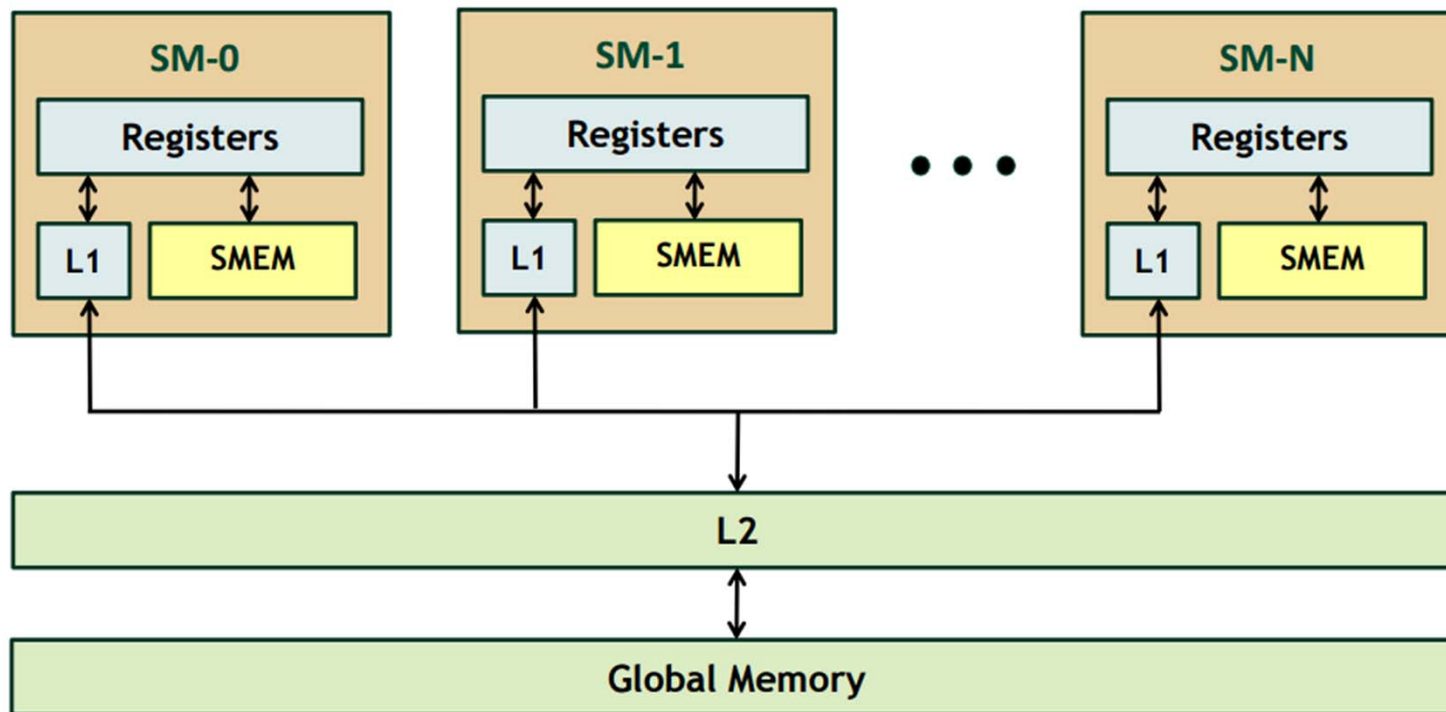 SM-0
SM-1
SM-N
Registers
Registers
Registers
L1
SMEM
L1
SMEM
L1
SMEM
L2
Global Memory